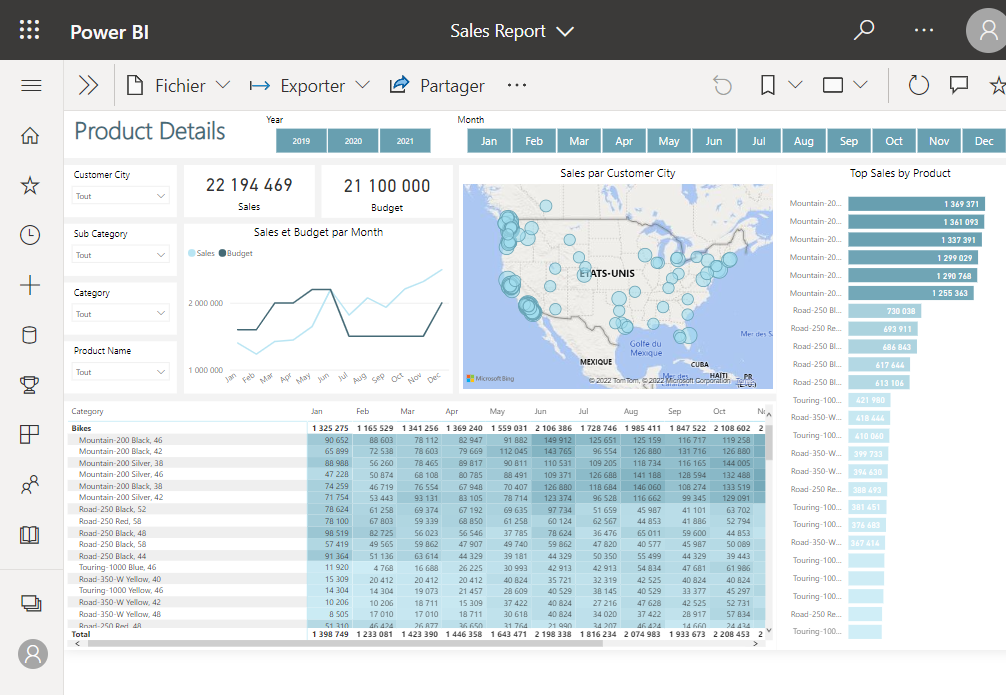 Power BI
Sales Report
Fichier
Exporter
Partager
Product Details
Year
2019 2020 2021
Month
Jan Feb Mar Apr May Jun Jul Aug Sep Oct Nov Dec
Customer City
Tout
Sub Category
Tout
Category
Tout
Product Name
Tout
22 194 469
Sales
21 100 000
Budget
Sales et Budget par Month
Sales Budget
2 000 000
1 000 000
Jan Feb Mar Apr May Jun Jul Aug Sep Oct Nov Dec
Sales par Customer City
ÉTATS-UNIS
Golfe du
Mexique
MEXIQUE
CUBA
HAÏTI
Mer des S
Microsoft Bing
© 2022 TomTom, © 2022 Microsoft Corporation
Top Sales by Product
Mountain-20... 1 369 371
Mountain-20... 1 361 093
Mountain-20... 1 337 391
Mountain-20... 1 299 029
Mountain-20... 1 290 768
Mountain-20... 1 255 363
Road-250 Bl... 730 038
Road-250 Re... 693 911
Road-250 Bl... 686 843
Road-250 Bl... 617 644
Road-250 Bl... 613 106
Touring-100... 421 980
Road-350-W... 418 644
Touring-100... 410 060
Road-350-W... 399 733
Road-350-W... 396 630
Road-250 Re... 388 693
Touring-100... 381 451
Touring-100... 376 683
Road-350-W... 367 414
Touring-100...
Touring-100...
Touring-100...
Road-250 Re...
Touring-100...
Category Jan Feb Mar Apr May Jun Jul Aug Sep Oct
Bikes 1 325 275 1 165 529 1 341 256 1 369 240 1 559 031 2 106 386 1 728 746 1 985 411 1 847 522 2 108 602 2
Mountain-200 Black, 46 90 652 88 603 78 112 82 947 91 882 149 912 125 651 125 159 116 717 119 258
Mountain-200 Black, 42 65 899 72 538 78 603 79 669 112 045 143 765 96 554 126 880 131 716 126 880
Mountain-200 Silver, 38 88 988 56 260 78 465 89 817 90 811 110 531 109 205 118 734 116 165 144 005
Mountain-200 Silver, 46 47 228 50 874 68 108 80 785 88 491 109 371 126 688 141 188 128 594 132 488
Mountain-200 Black, 38 74 259 46 719 76 554 67 948 70 407 126 880 118 684 146 060 108 274 133 519
Mountain-200 Silver, 42 71 754 53 443 93 131 83 105 78 714 123 374 96 528 116 662 99 345 129 091
Road-250 Black, 52 78 624 61 258 69 374 67 192 69 635 97 734 51 659 45 987 41 101 63 702
Road-250 Red, 58 78 100 67 803 59 339 68 850 61 258 60 124 62 567 44 853 41 886 52 794
Road-250 Black, 48 98 519 82 725 56 023 56 546 37 785 78 624 36 476 65 011 59 600 44 853
Road-250 Black, 58 57 419 49 565 59 862 47 907 49 740 59 862 47 820 40 577 45 987 50 089
Road-250 Black, 44 91 364 51 136 63 614 44 329 39 181 44 329 50 350 55 499 44 329 39 443
Touring-1000 Blue, 46 11 920 4 768 16 688 26 225 30 993 42 913 42 913 54 834 47 681 61 986
Road-350-W Yellow, 40 15 309 20 412 20 412 20 412 40 824 35 721 32 319 42 525 40 824 40 824
Touring-1000 Yellow, 46 14 304 14 304 19 073 21 457 28 609 40 529 38 145 40 529 33 377 45 297
Road-350-W Yellow, 42 10 206 10 206 18 711 15 309 37 422 40 824 27 216 47 628 42 525 52 731
Road-350-W Yellow, 48 8 505 17 010 17 010 18 711 30 618 40 824 34 020 37 422 28 917 57 834
Road-250 Red, 48 51 310 46 424 26 877 36 650 31 764 21 990 34 207 46 424 14 660 24 434
Total 1 398 749 1 233 081 1 423 390 1 446 358 1 643 471 2 198 338 1 816 234 2 074 983 1 933 673 2 208 453 2